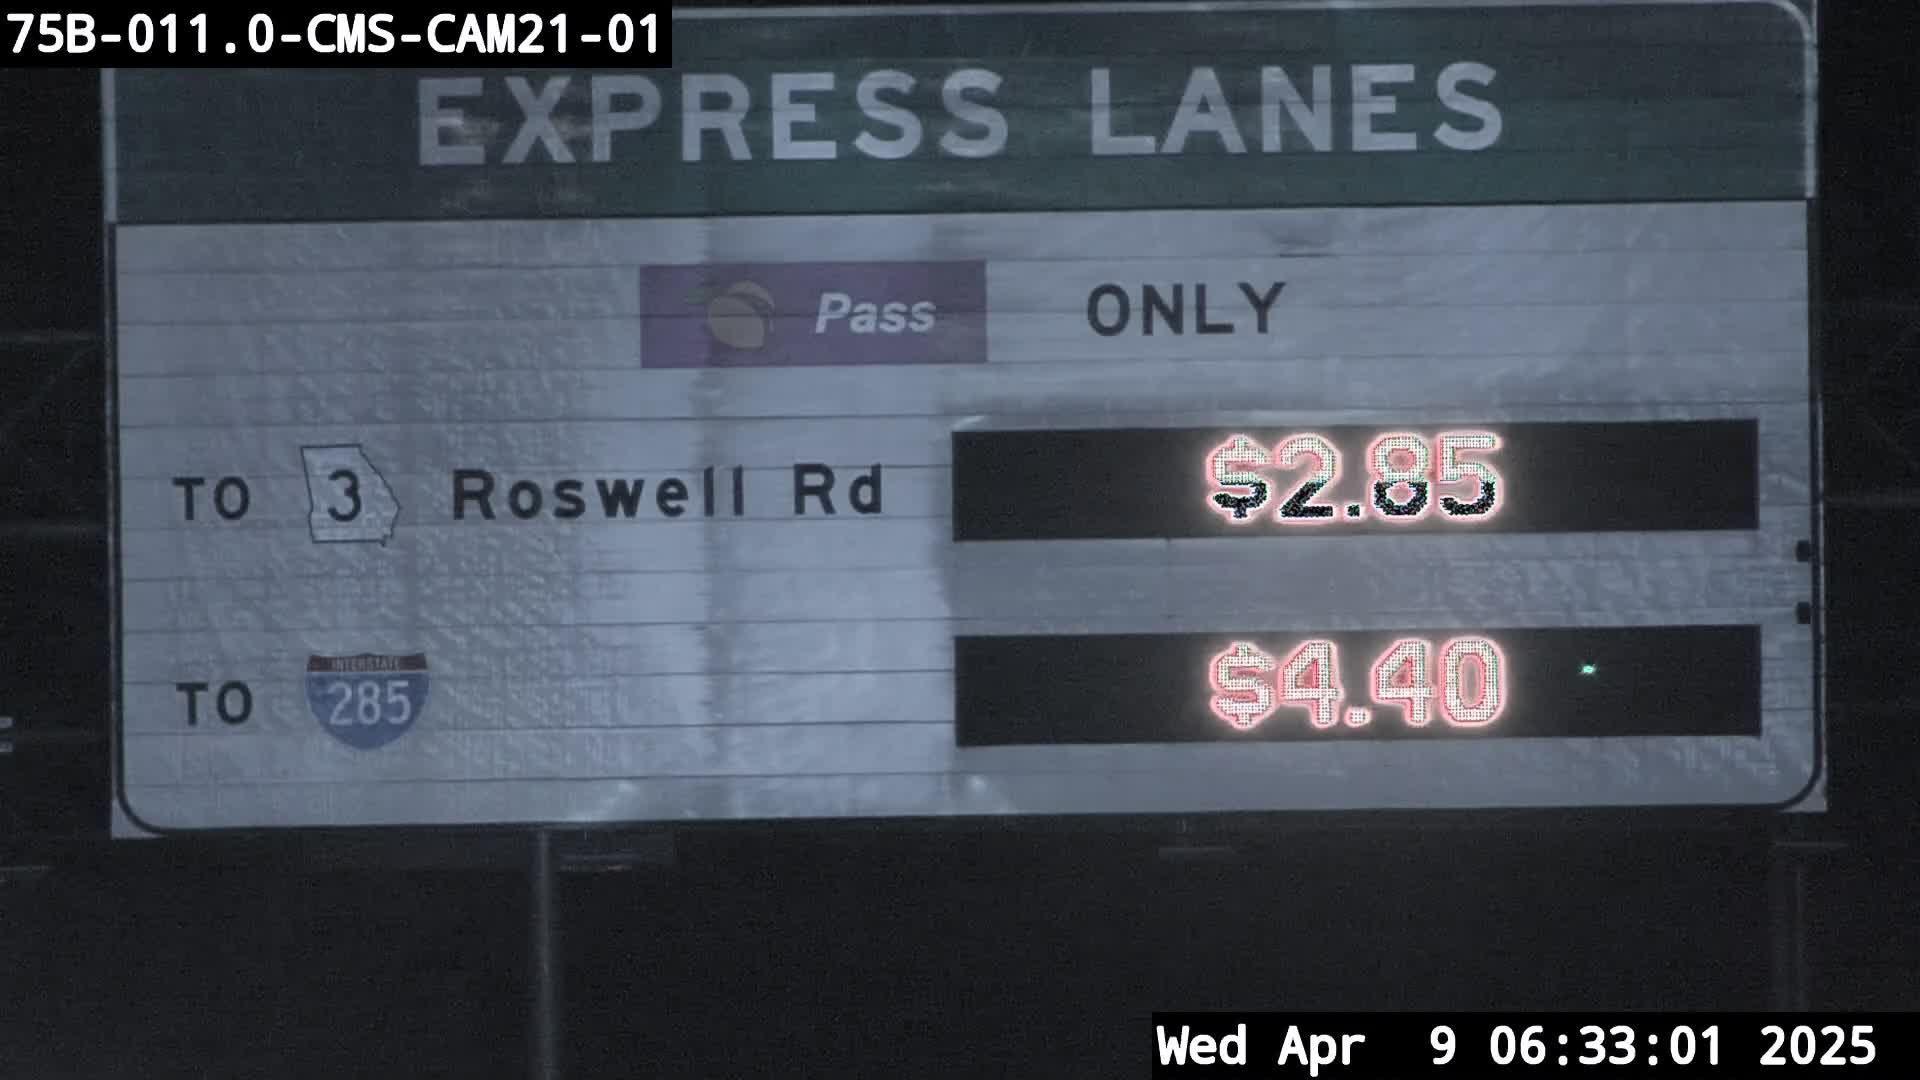 75B-011.0-CMS-CAM21-01
EXPRESS LANES
Pass ONLY
TO 3 Roswell Rd $2.85
INTERSTATE
TO 285 $4.40
Wed Apr 9 06:33:01 2025